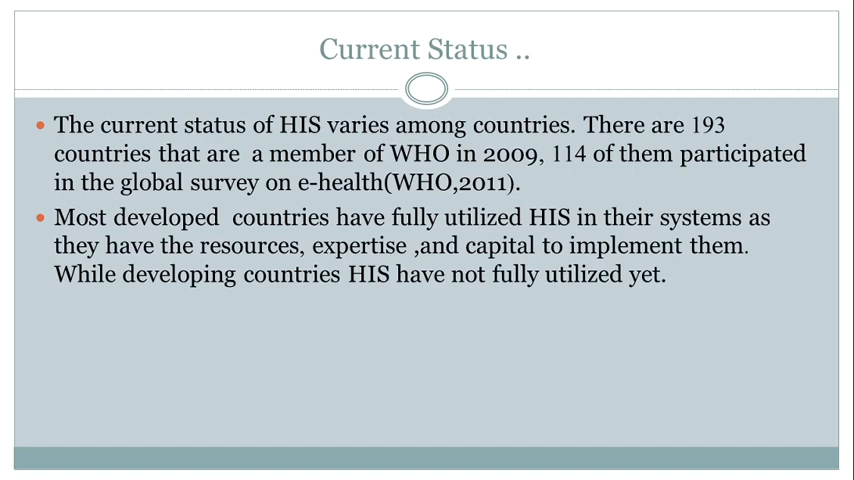 Current Status ..
• The current status of HIS varies among countries. There are 193
countries that are  a member of WHO in 2009, 114 of them participated
in the global survey on e-health(WHO,2011).
• Most developed  countries have fully utilized HIS in their systems as
they have the resources, expertise ,and capital to implement them.
While developing countries HIS have not fully utilized yet.